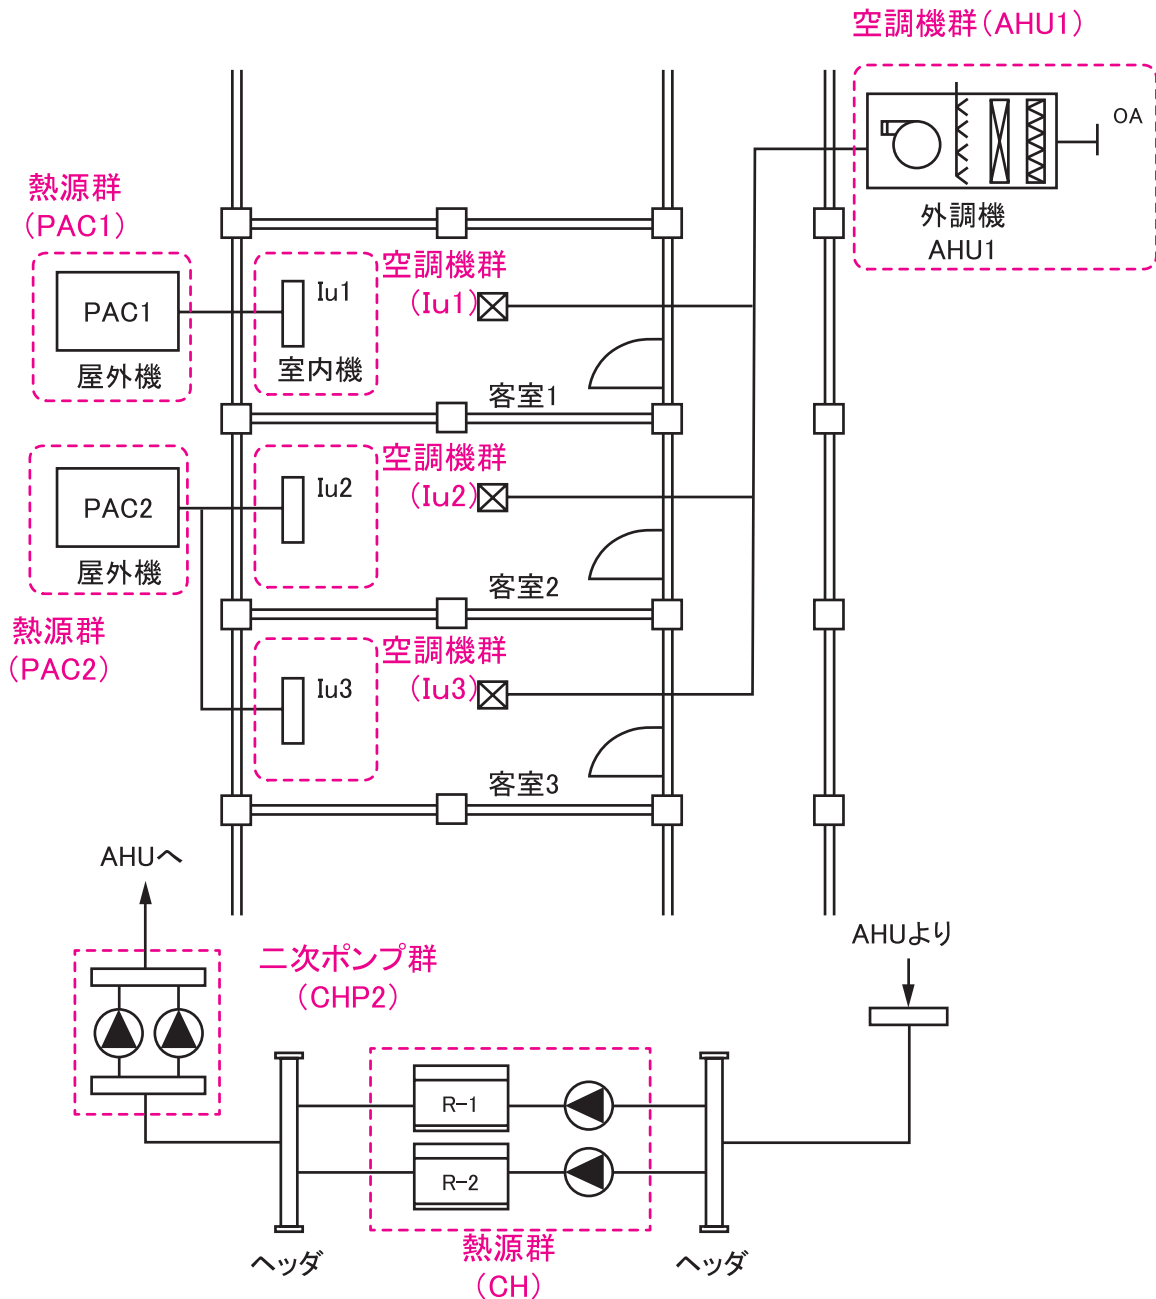 空調機群(AHU1)
OA
外調機
AHU1
熱源群
(PAC1)
PAC1
屋外機
Iu1
室内機
空調機群
(Iu1)
客室1
PAC2
屋外機
熱源群
(PAC2)
Iu2
空調機群
(Iu2)
客室2
Iu3
空調機群
(Iu3)
客室3
AHUへ
二次ポンプ群
(CHP2)
AHUより
R-1
R-2
ヘッダ
熱源群
(CH)
ヘッダ